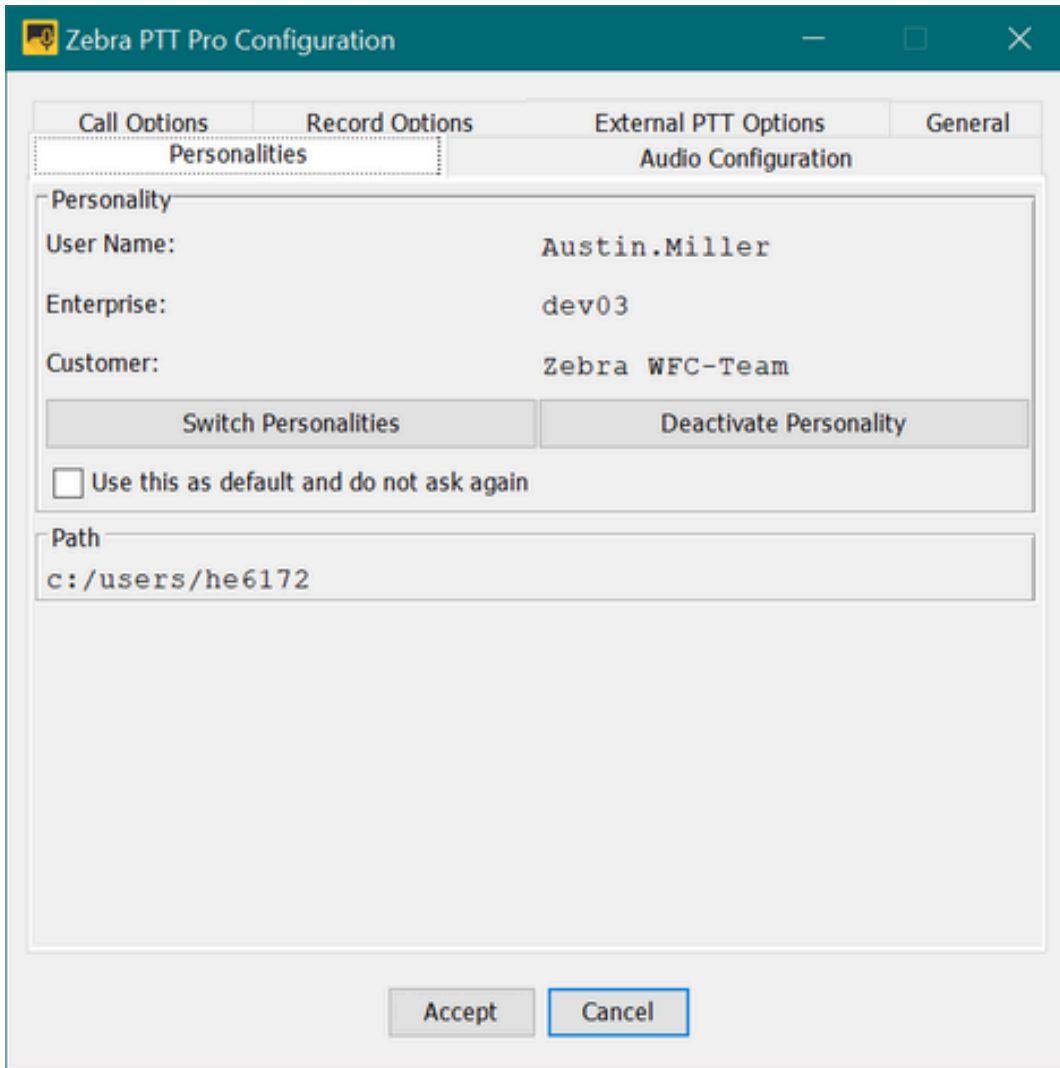 Zebra PTT Pro Configuration
Call Options Record Options External PTT Options General
Personalities Audio Configuration
Personality
User Name: Austin.Miller
Enterprise: dev03
Customer: Zebra WFC-Team
Switch Personalities Deactivate Personality
Use this as default and do not ask again
Path
c:/users/he6172
Accept Cancel